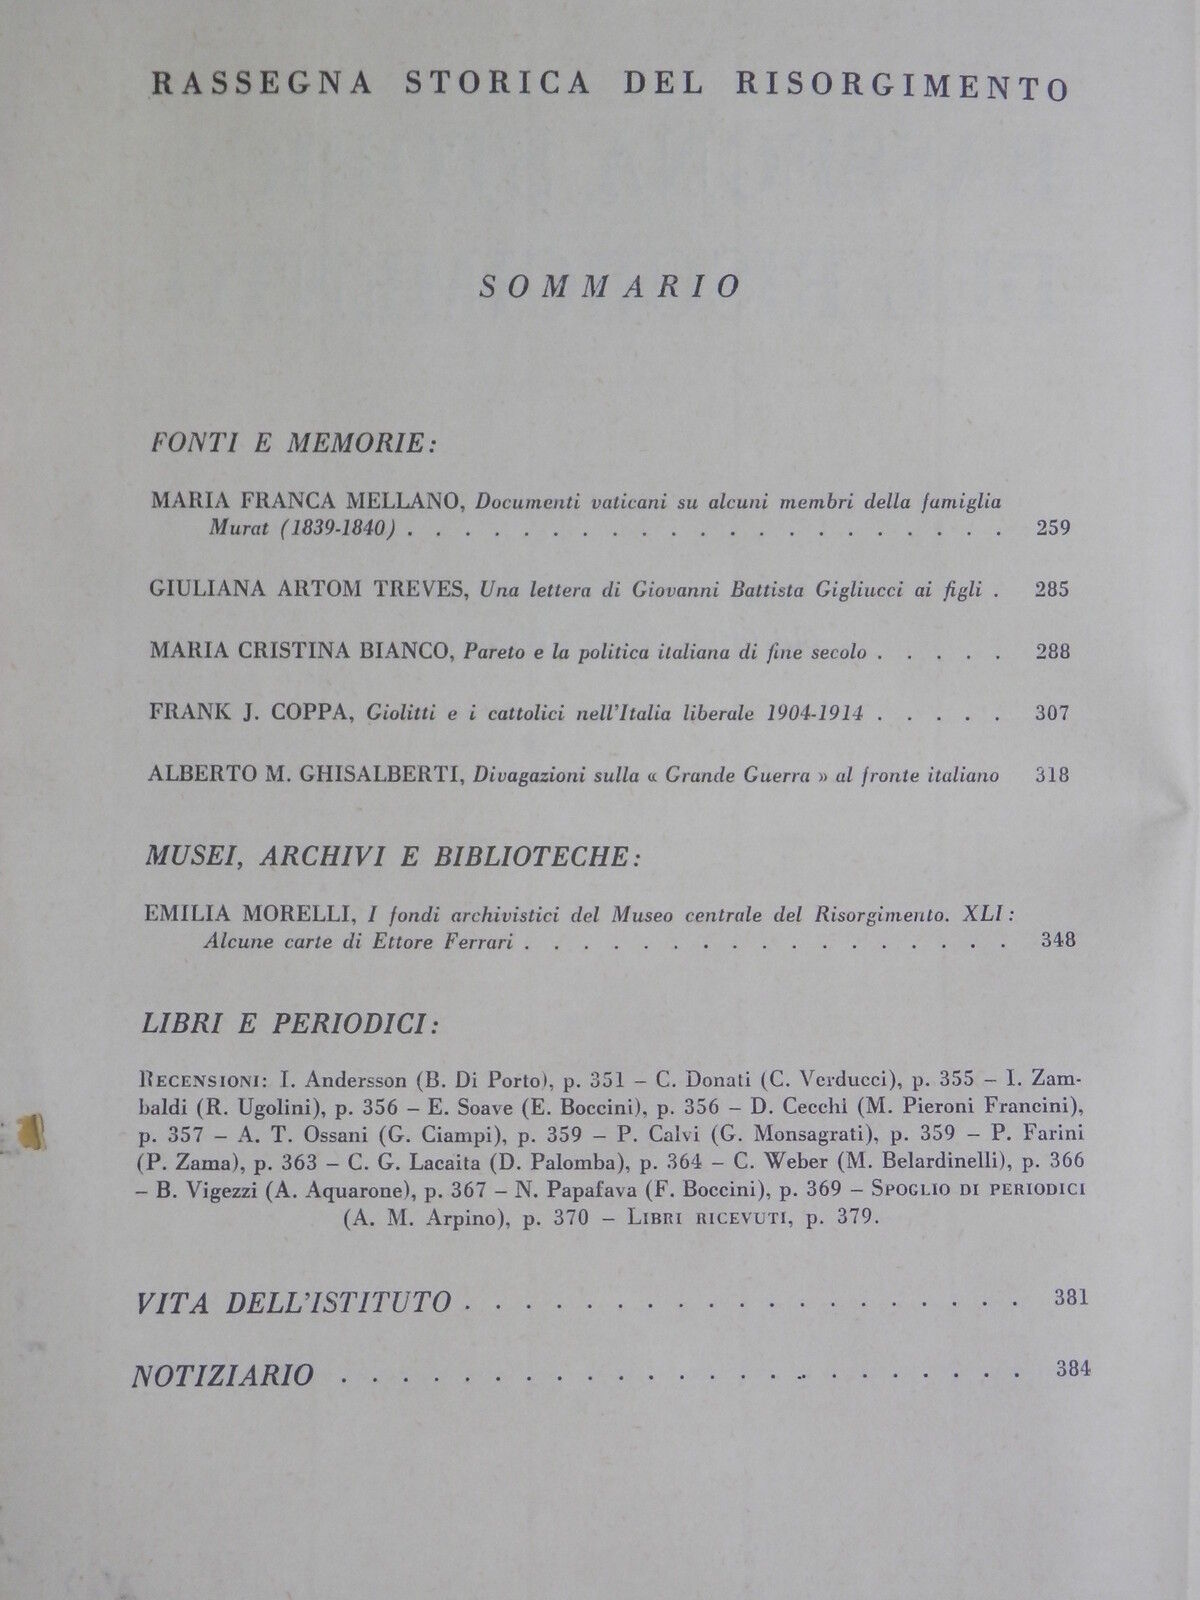 RASSEGNA STORICA DEL RISORGIMENTO
SOMMARIO
FONTI E MEMORIE:
MARIA FRANCA MELLANO, Documenti vaticani su alcuni membri della famiglia
Murat (1839-1840) . . . . . . . . . . . . . . . . . . . . 259
GIULIANA ARTOM TREVES, Una lettera di Giovanni Battista Gigliucci ai figli . 285
MARIA CRISTINA BIANCO, Pareto e la politica italiana di fine secolo . . . . . 288
FRANK J. COPPA, Giolitti e i cattolici nell'Italia liberale 1904-1914 . . . . . 307
ALBERTO M. GHISALBERTI, Divagazioni sulla « Grande Guerra » al fronte italiano 318
MUSEI, ARCHIVI E BIBLIOTECHE:
EMILIA MORELLI, I fondi archivistici del Museo centrale del Risorgimento. XLI:
Alcune carte di Ettore Ferrari . . . . . . . . . . . . . . . . . 348
LIBRI E PERIODICI:
RECENSIONI: I. Andersson (B. Di Porto), p. 351 – C. Donati (C. Verducci), p. 355 – I. Zam-
baldi (R. Ugolini), p. 356 – E. Soave (E. Boccini), p. 356 – D. Cecchi (M. Pieroni Francini),
p. 357 – A. T. Ossani (G. Ciampi), p. 359 – P. Calvi (G. Monsagrati), p. 359 – P. Farini
(P. Zama), p. 363 – C. G. Lacaita (D. Palomba), p. 364 – C. Weber (M. Belardinelli), p. 366
– B. Vigezzi (A. Aquarone), p. 367 – N. Papafava (F. Boccini), p. 369 – SPOGLIO DI PERIODICI
(A. M. Arpino), p. 370 – LIBRI RICEVUTI, p. 379.
VITA DELL'ISTITUTO . . . . . . . . . . . . . . . . . . . 381
NOTIZIARIO . . . . . . . . . . . . . . . . . . . . . . . 384